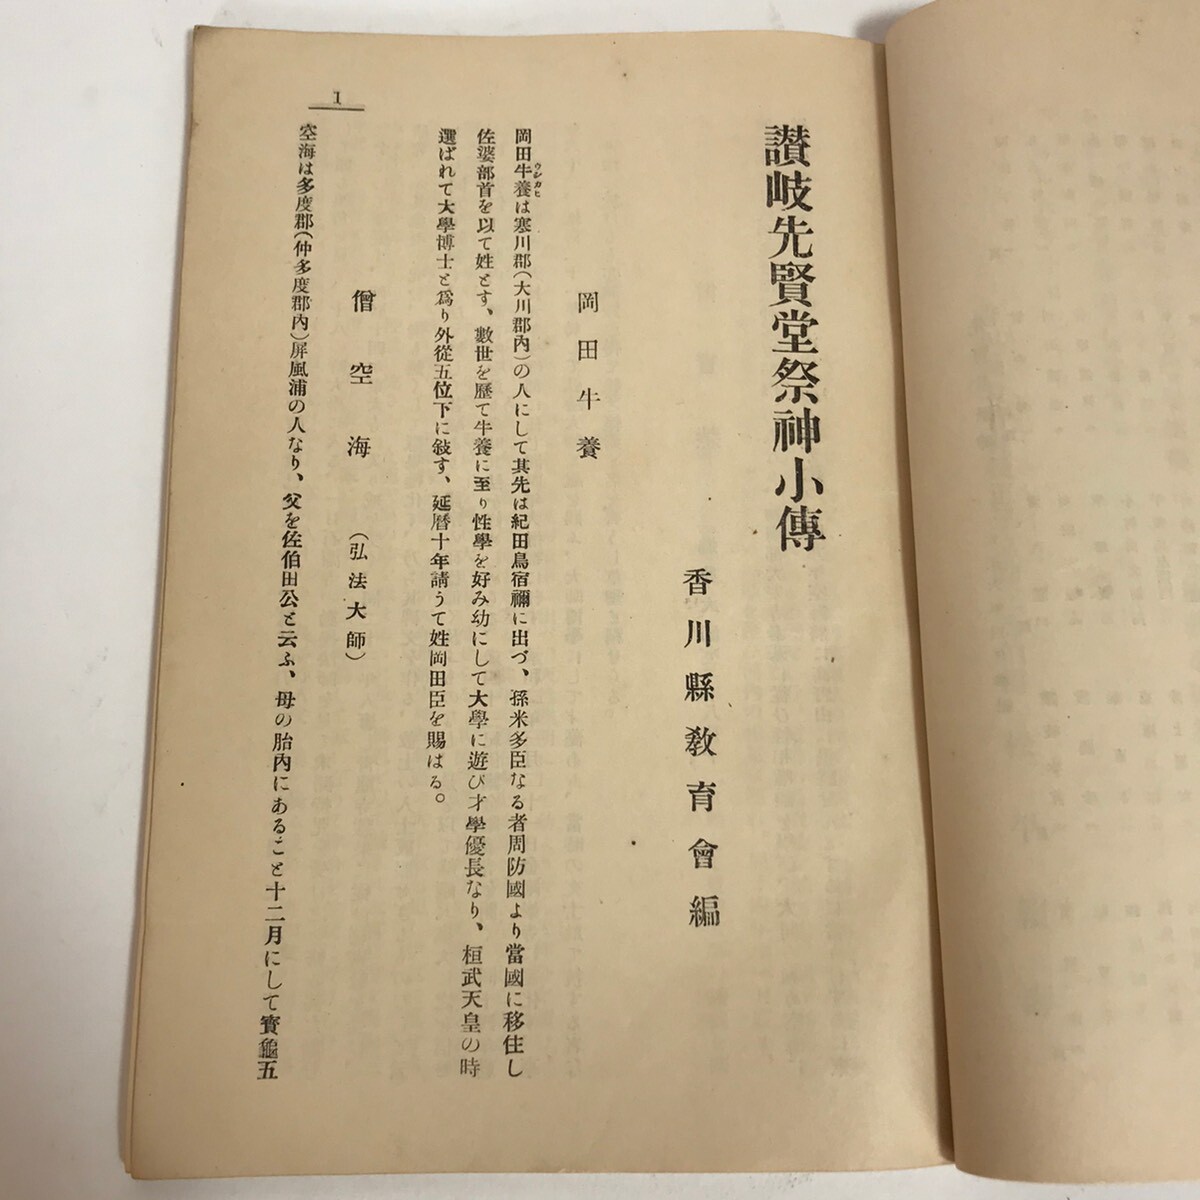 讃岐先賢堂祭神小傳
香川縣敎育會編
岡田牛養
岡田牛養は寒川郡(大川郡內)の人にして其先は紀田鳥宿禰に出づ、孫米多臣なる者周防國より當國に移住し
ウシカヒ
佐婆部首を以て姓とす、數世を歷て牛養に至り性學を好み幼にして大學に遊び才學優長なり、桓武天皇の時
選ばれて大學博士と爲り外從五位下に敍す、延曆十年請うて姓岡田臣を賜はる。
僧空海(弘法大師)
空海は多度郡(仲多度郡內)屏風浦の人なり、父を佐伯田公と云ふ、母の胎內にあること十二月にして寶龜五
1